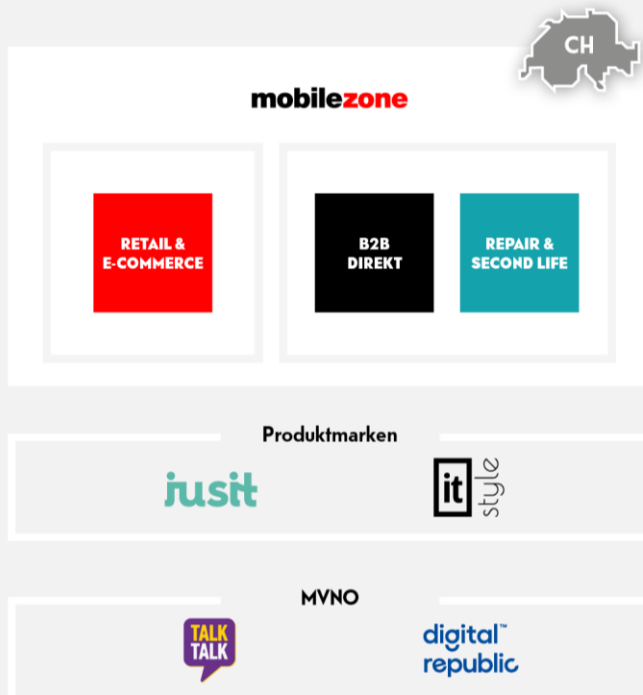 CH
mobilezone
RETAIL &
E-COMMERCE
B2B
DIREKT
REPAIR &
SECOND LIFE
Produktmarken
jusit
it
style
MVNO
TALK
TALK
digital™
republic